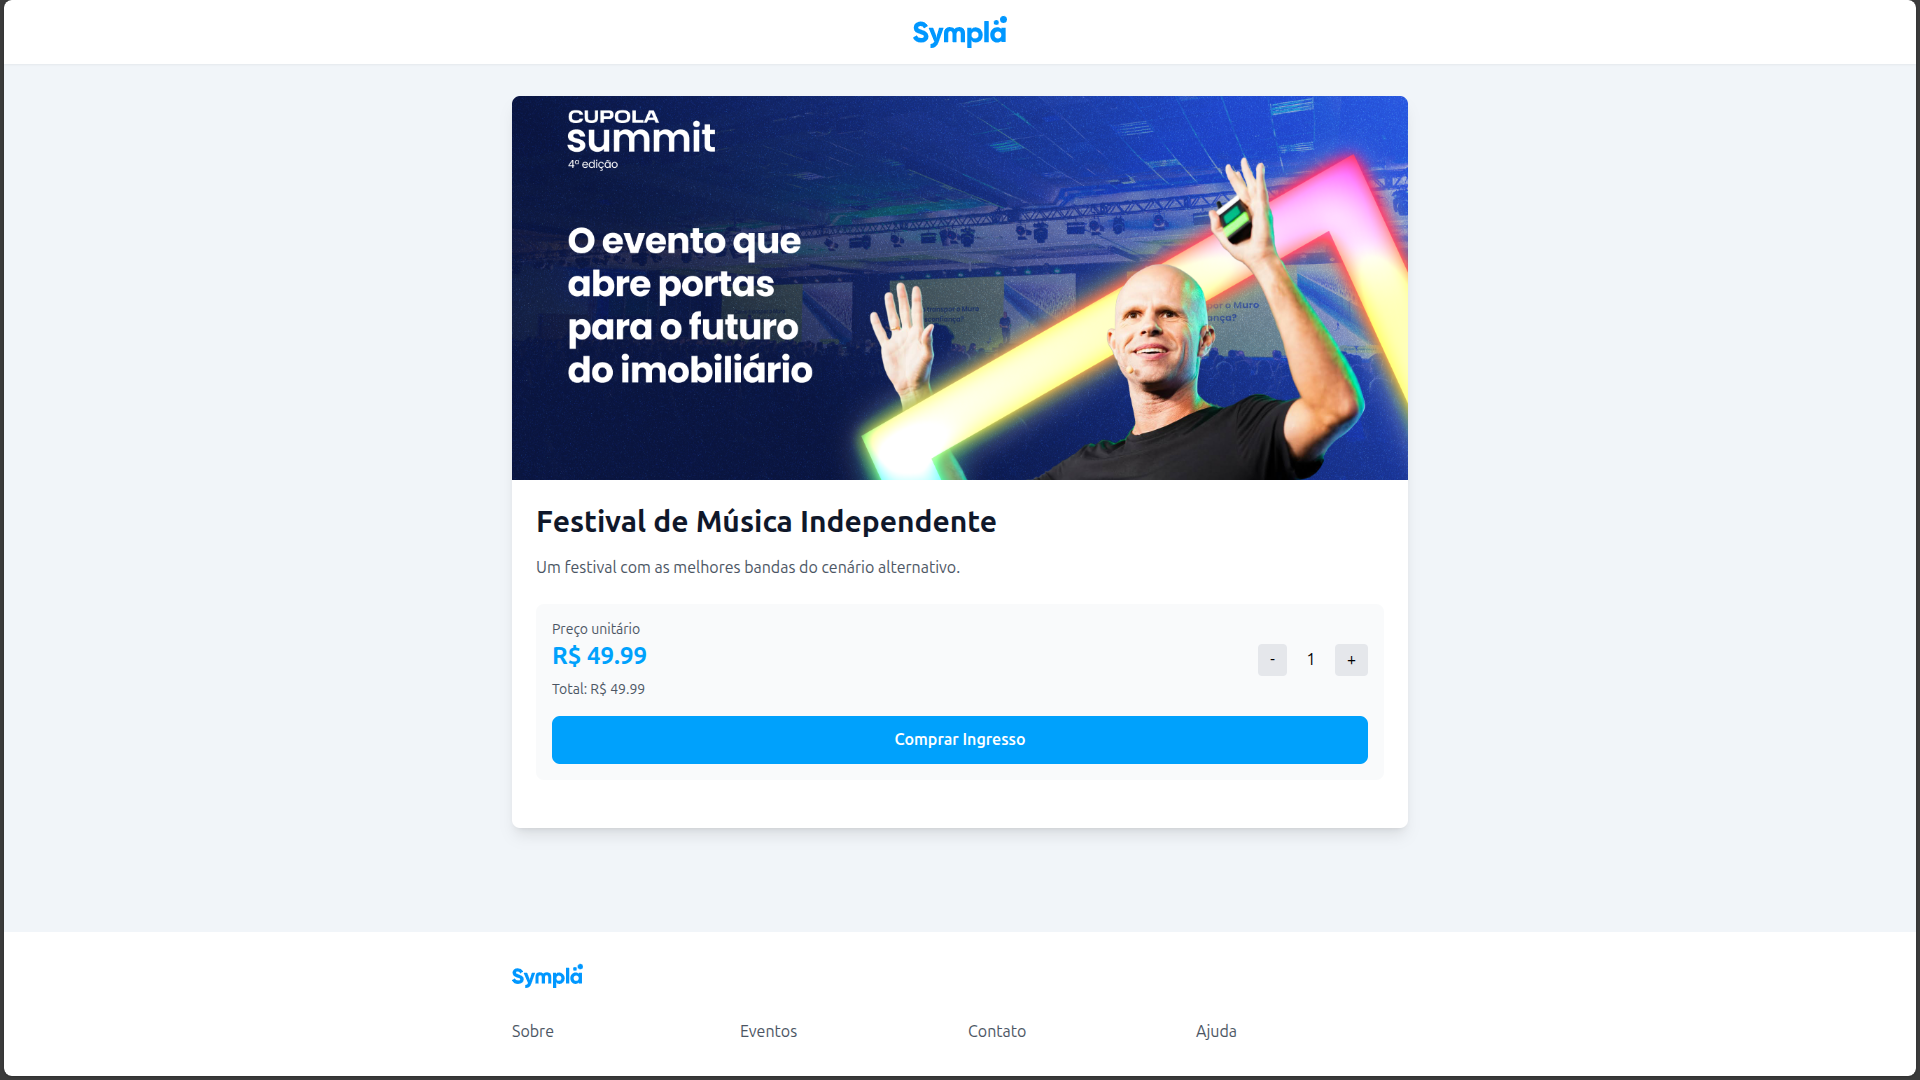 Symplä
CUPOLA
summit
4ª edição
O evento que
abre portas
para o futuro
do imobiliário
Festival de Música Independente
Um festival com as melhores bandas do cenário alternativo.
Preço unitário
R$ 49.99
- 1 +
Total: R$ 49.99
Comprar Ingresso
Symplä
Sobre Eventos Contato Ajuda